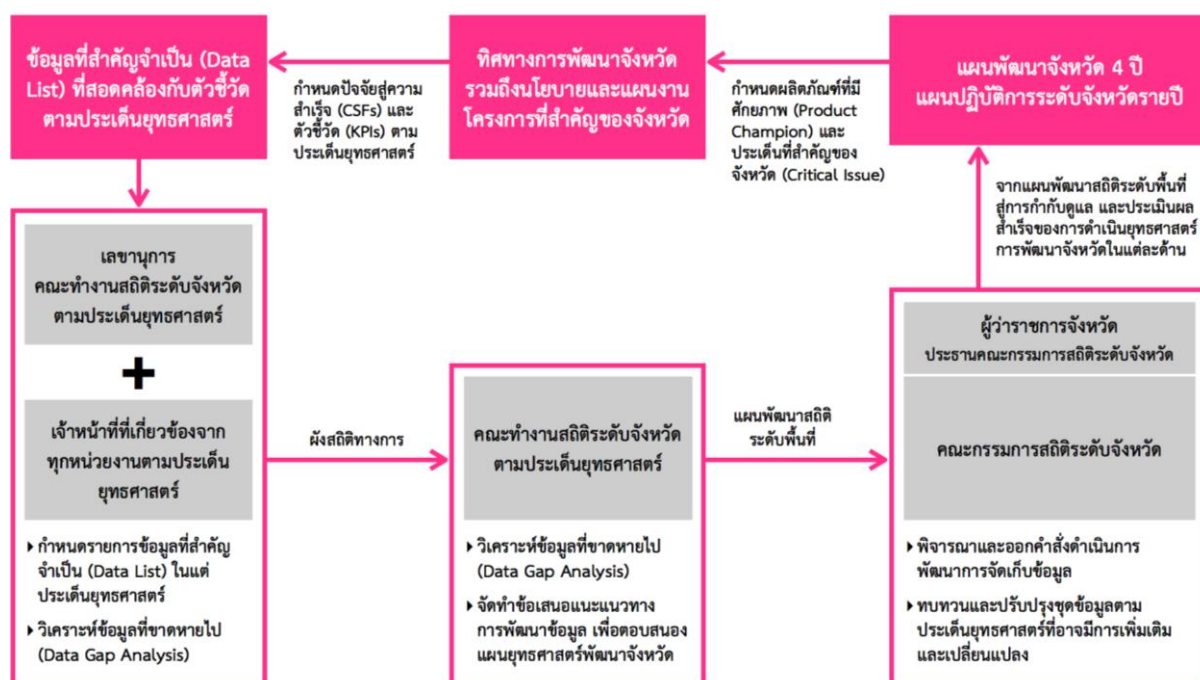 ข้อมูลที่สำคัญจำเป็น (Data
List) ที่สอดคล้องกับตัวชี้วัด
ตามประเด็นยุทธศาสตร์
กำหนดปัจจัยสู่ความ
สำเร็จ (CSFs) และ
ตัวชี้วัด (KPIs) ตาม
ประเด็นยุทธศาสตร์
ทิศทางการพัฒนาจังหวัด
รวมถึงนโยบายและแผนงาน
โครงการที่สำคัญของจังหวัด
กำหนดผลิตภัณฑ์ที่มี
ศักยภาพ (Product
Champion) และ
ประเด็นที่สำคัญของ
จังหวัด (Critical Issue)
แผนพัฒนาจังหวัด 4 ปี
แผนปฏิบัติการระดับจังหวัดรายปี
จากแผนพัฒนาสถิติระดับพื้นที่
สู่การกำกับดูแล และประเมินผล
สำเร็จของการดำเนินยุทธศาสตร์
การพัฒนาจังหวัดในแต่ละด้าน
เลขานุการ
คณะทำงานสถิติระดับจังหวัด
ตามประเด็นยุทธศาสตร์
+
เจ้าหน้าที่ที่เกี่ยวข้องจาก
ทุกหน่วยงานตามประเด็น
ยุทธศาสตร์
กำหนดรายการข้อมูลที่สำคัญ
จำเป็น (Data List) ในแต่
ประเด็นยุทธศาสตร์
วิเคราะห์ข้อมูลที่ขาดหายไป
(Data Gap Analysis)
ผังสถิติทางการ
คณะทำงานสถิติระดับจังหวัด
ตามประเด็นยุทธศาสตร์
วิเคราะห์ข้อมูลที่ขาดหายไป
(Data Gap Analysis)
จัดทำข้อเสนอแนะแนวทาง
การพัฒนาข้อมูล เพื่อตอบสนอง
แผนยุทธศาสตร์พัฒนาจังหวัด
แผนพัฒนาสถิติ
ระดับพื้นที่
ผู้ว่าราชการจังหวัด
ประธานคณะกรรมการสถิติระดับจังหวัด
คณะกรรมการสถิติระดับจังหวัด
พิจารณาและออกคำสั่งดำเนินการ
พัฒนาการจัดเก็บข้อมูล
ทบทวนและปรับปรุงชุดข้อมูลตาม
ประเด็นยุทธศาสตร์ที่อาจมีการเพิ่มเติม
และเปลี่ยนแปลง